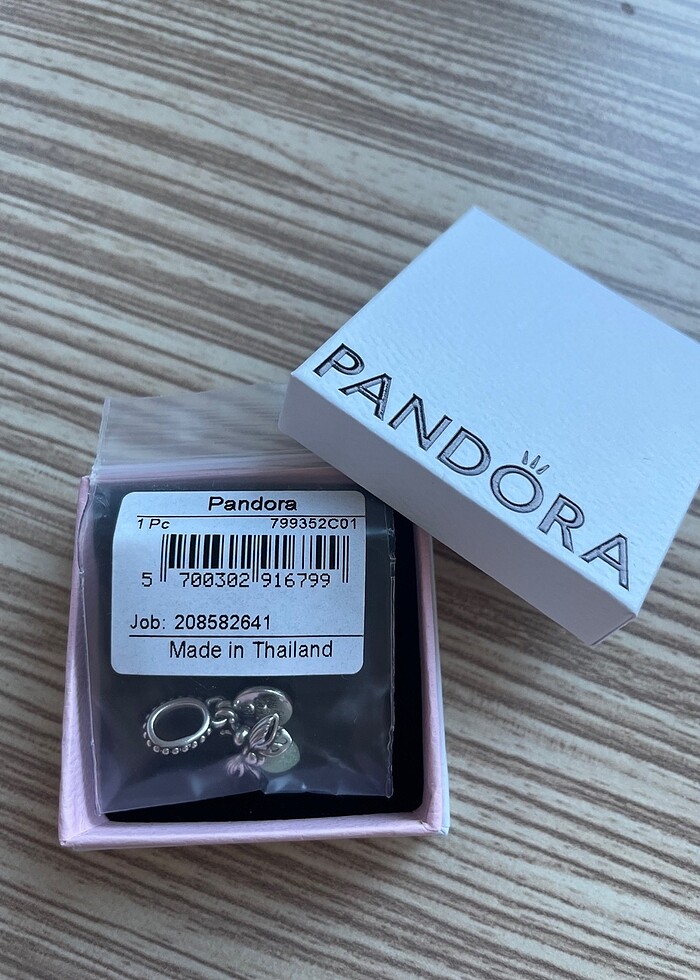 PANDORA
Pandora
1 Pc 799352C01
5 700302 916799
Job: 208582641
Made in Thailand